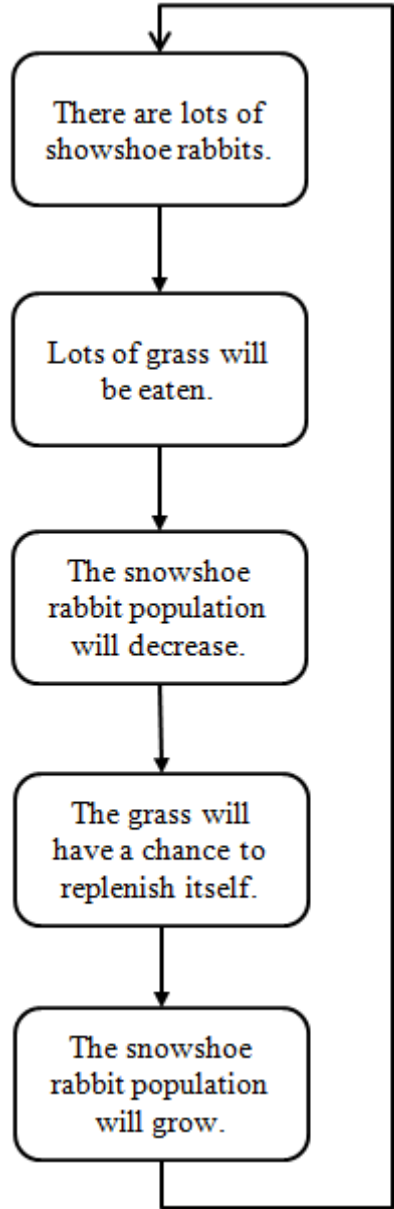 There are lots of
showshoe rabbits.
Lots of grass will
be eaten.
The snowshoe
rabbit population
will decrease.
The grass will
have a chance to
replenish itself.
The snowshoe
rabbit population
will grow.